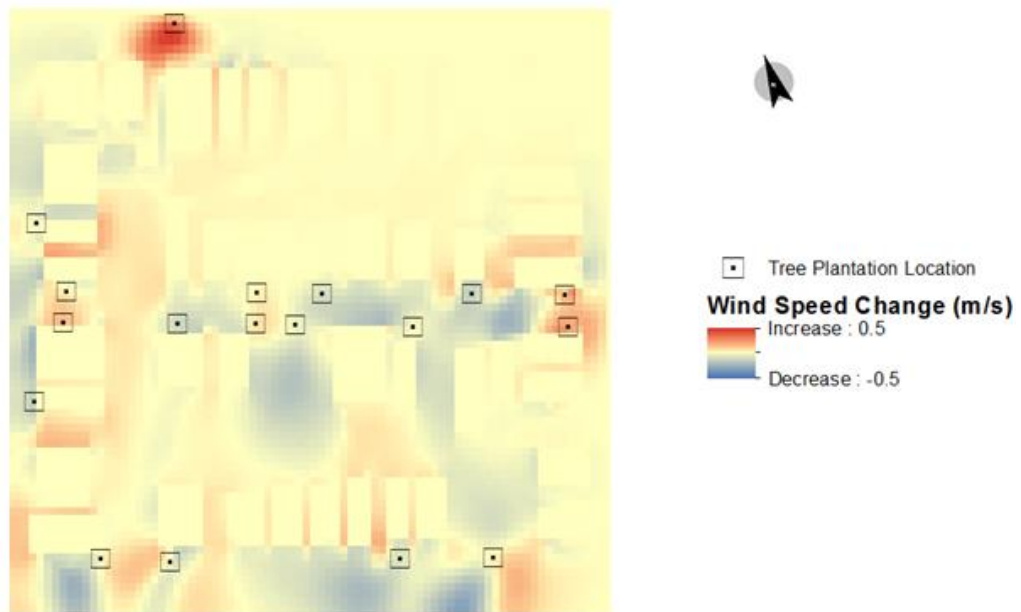 Tree Plantation Location
Wind Speed Change (m/s)
Increase : 0.5
Decrease : -0.5